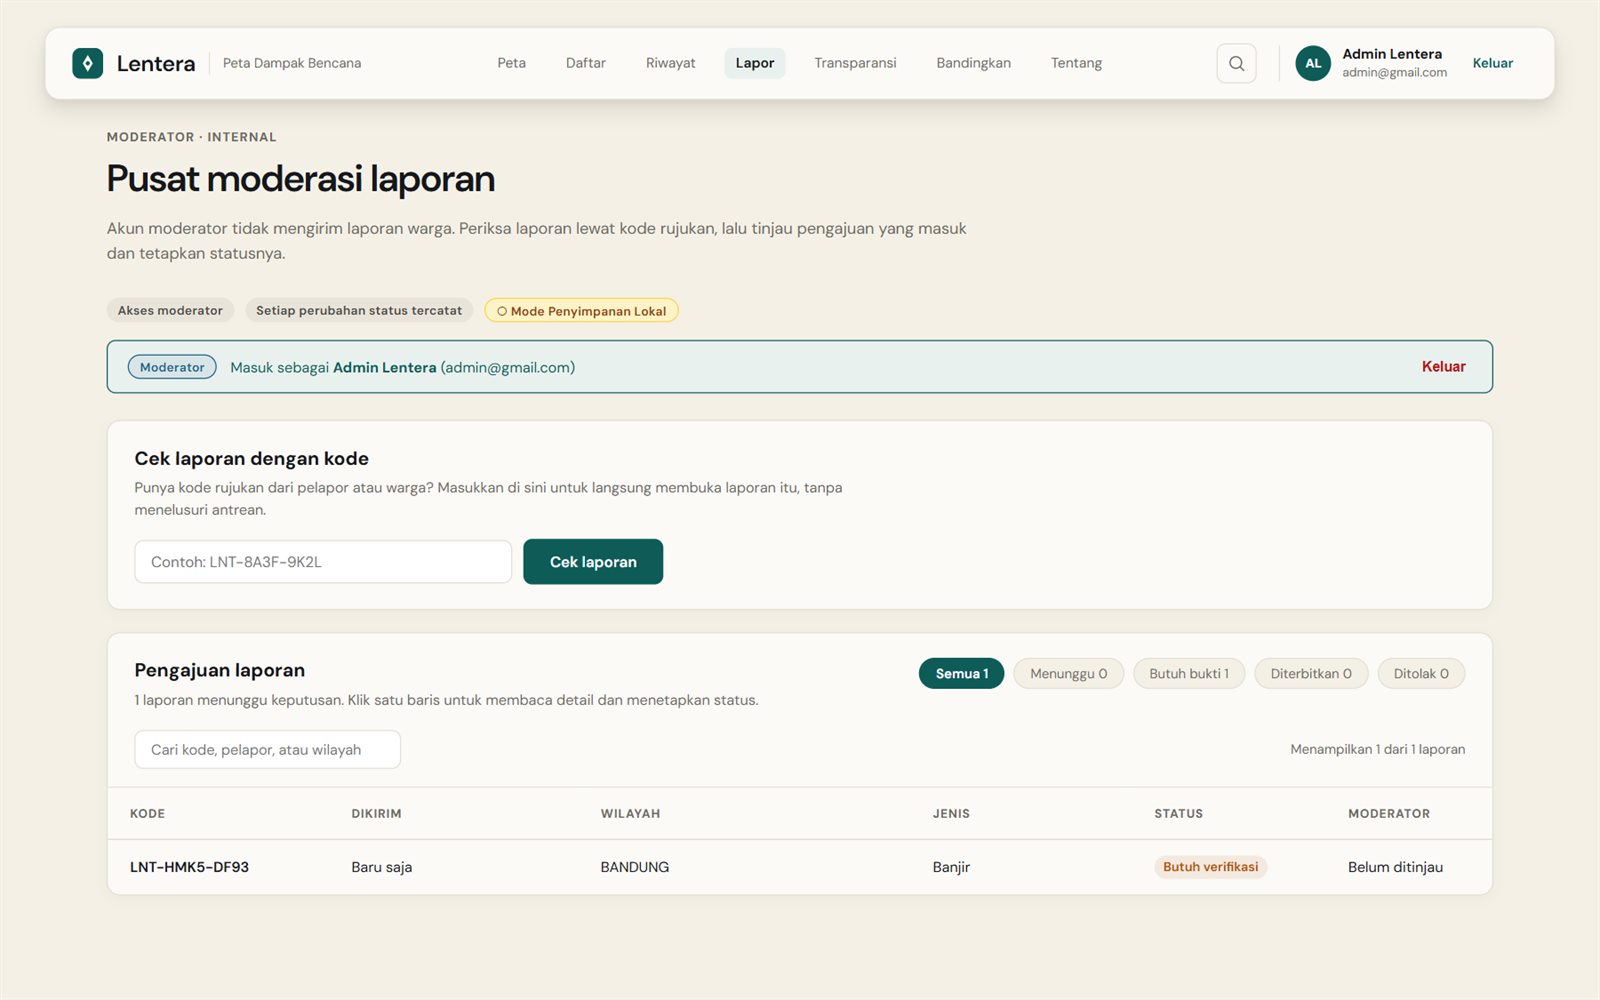 Lentera
Peta Dampak Bencana
Peta
Daftar
Riwayat
Lapor
Transparansi
Bandingkan
Tentang
AL
Admin Lentera
admin@gmail.com
Keluar
MODERATOR · INTERNAL
Pusat moderasi laporan
Akun moderator tidak mengirim laporan warga. Periksa laporan lewat kode rujukan, lalu tinjau pengajuan yang masuk
dan tetapkan statusnya.
Akses moderator
Setiap perubahan status tercatat
Mode Penyimpanan Lokal
Moderator
Masuk sebagai Admin Lentera (admin@gmail.com)
Keluar
Cek laporan dengan kode
Punya kode rujukan dari pelapor atau warga? Masukkan di sini untuk langsung membuka laporan itu, tanpa
menelusuri antrean.
Contoh: LNT-8A3F-9K2L
Cek laporan
Pengajuan laporan
1 laporan menunggu keputusan. Klik satu baris untuk membaca detail dan menetapkan status.
Semua 1
Menunggu 0
Butuh bukti 1
Diterbitkan 0
Ditolak 0
Cari kode, pelapor, atau wilayah
Menampilkan 1 dari 1 laporan
KODE
DIKIRIM
WILAYAH
JENIS
STATUS
MODERATOR
LNT-HMK5-DF93
Baru saja
BANDUNG
Banjir
Butuh verifikasi
Belum ditinjau